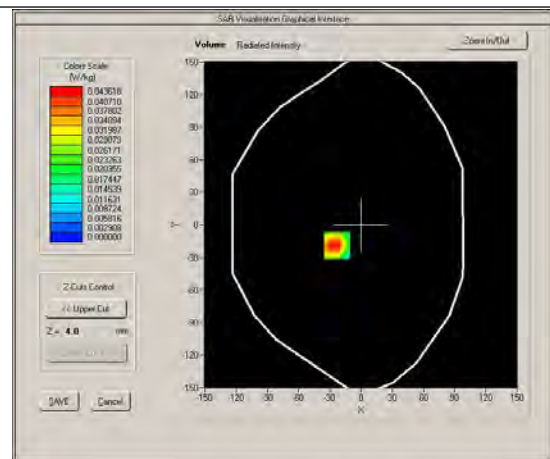 SAR Visualisation Graphical Interface
Volume Radiated Intensity
Zoom In/Out
Colors Scale
(W/kg)
0.043618
0.040710
0.037802
0.034894
0.031987
0.029079
0.026171
0.023263
0.020355
0.017447
0.014539
0.011631
0.008724
0.005816
0.002908
0.000000
150
120
90
60
30
0
-30
-60
-90
-120
-150
Y
-150 -120 -90 -60 -30 0 30 60 90 120 150
X
Z Cuts Control
<< Upper Cut
Z = 4.0 mm
SAVE Cancel